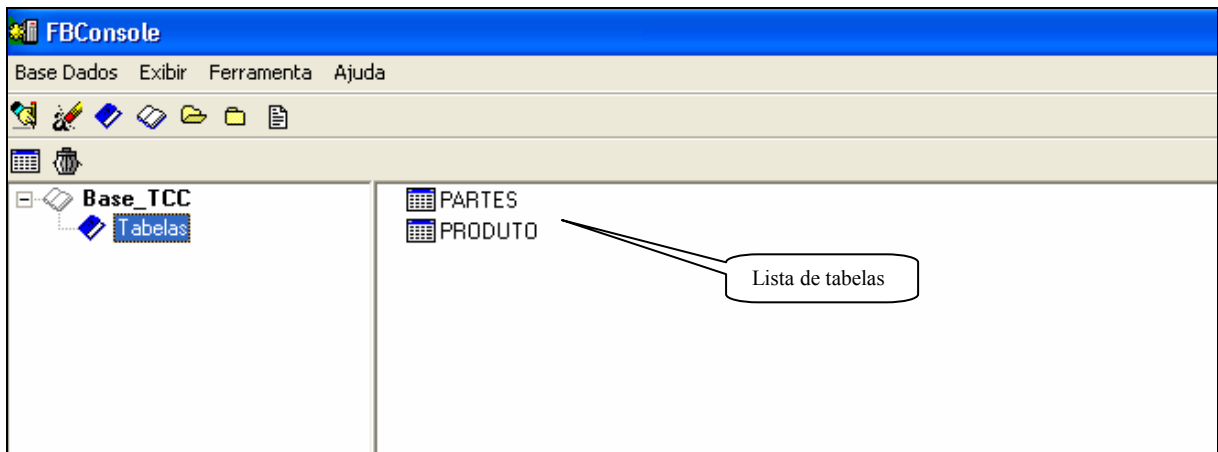 FBConsole
Base Dados Exibir Ferramenta Ajuda
Base_TCC
Tabelas
PARTES
PRODUTO
Lista de tabelas